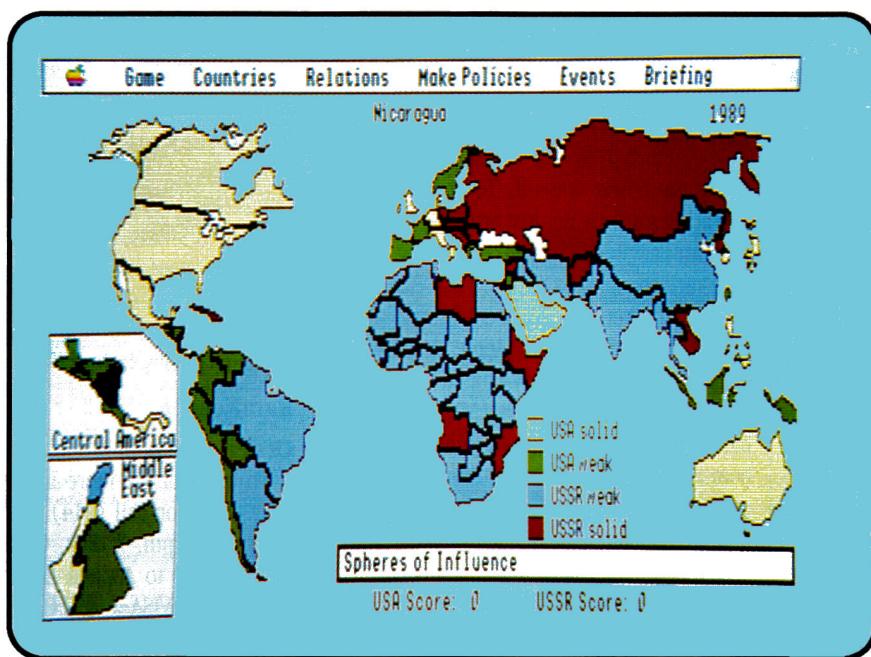 Game Countries Relations Make Policies Events Briefing
Nicaragua 1989
Central America
Middle
East
USA solid
USA weak
USSR weak
USSR solid
Spheres of Influence
USA Score: 0 USSR Score: 0